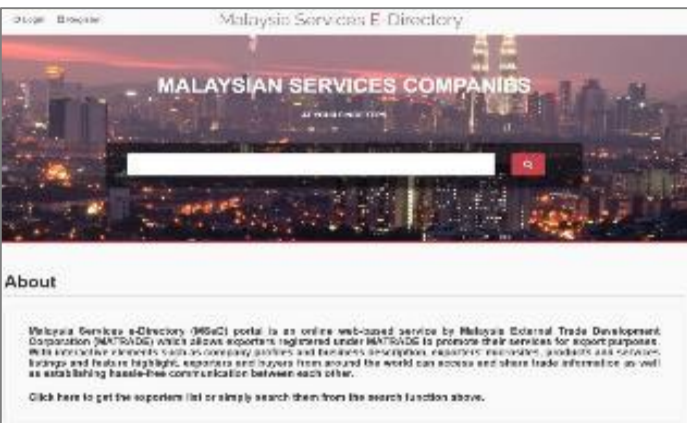 Login Register
Malaysia Services E-Directory
MALAYSIAN SERVICES COMPANIES
AT YOUR FINGERTIPS
About
Malaysia Services e-Directory (MSeD) portal is an online web-based service by Malaysia External Trade Development
Corporation (MATRADE) which allows exporters registered under MATRADE to promote their services for export purposes.
With interactive elements such as company profiles and business description, exporters' microsites, products and services
listings and feature highlight, exporters and buyers from around the world can access and share trade information as well
as establishing hassle-free communication between each other.
Click here to get the exporters list or simply search them from the search function above.